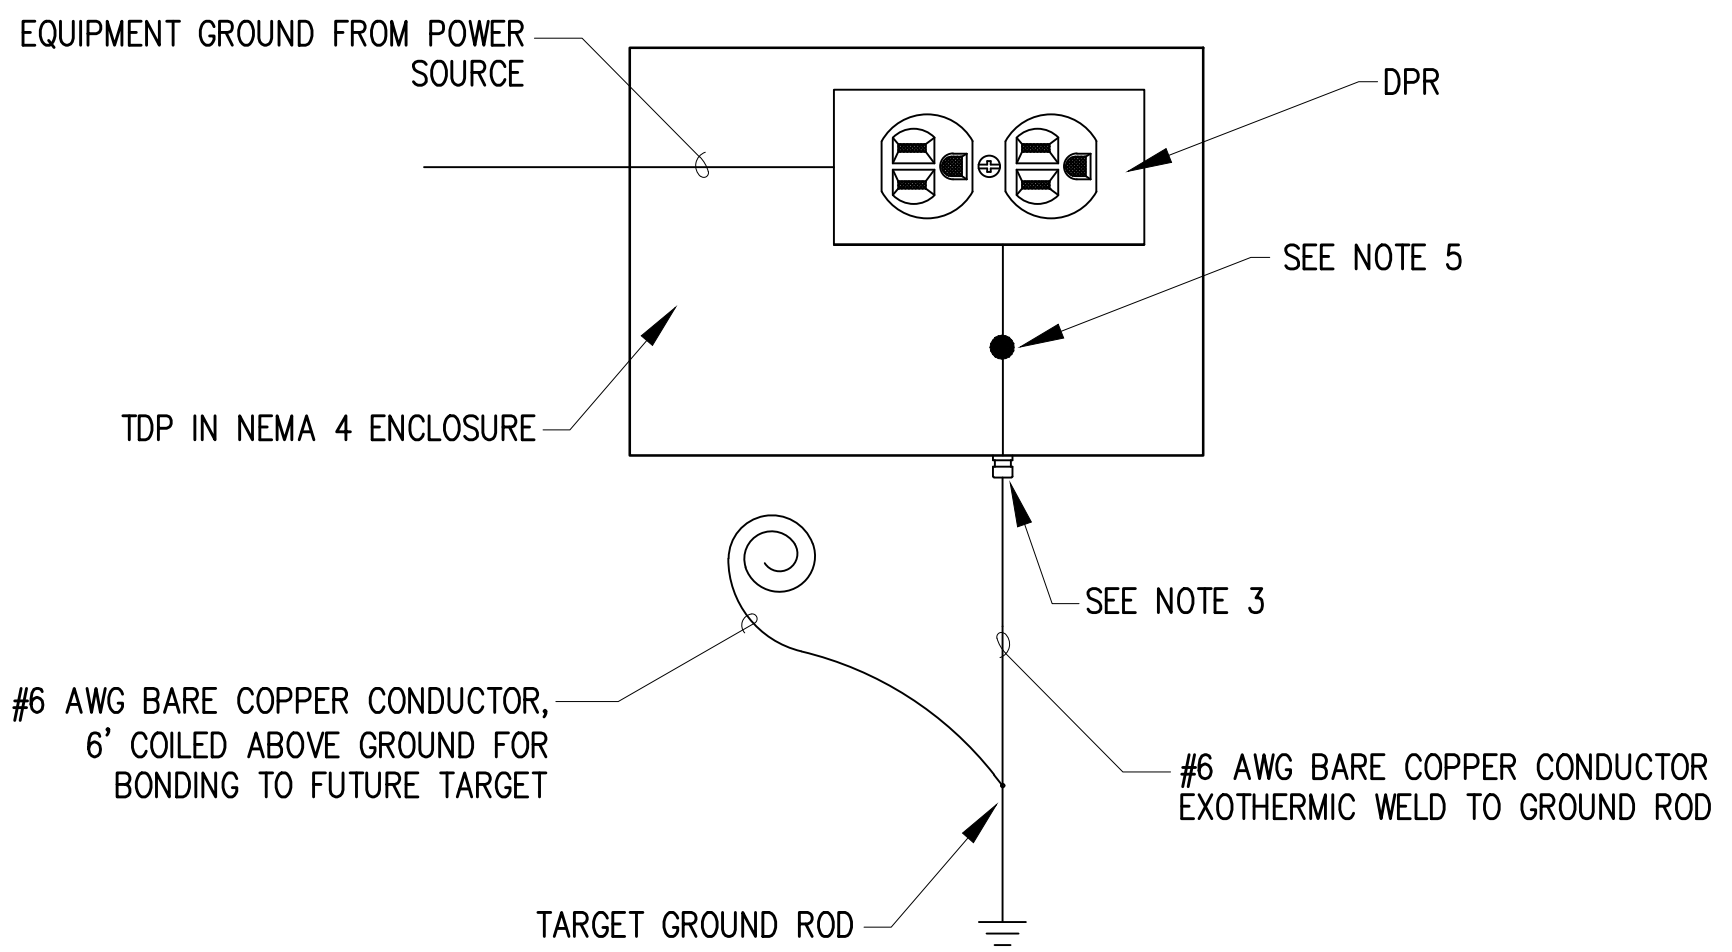 EQUIPMENT GROUND FROM POWER
SOURCE
DPR
SEE NOTE 5
TDP IN NEMA 4 ENCLOSURE
SEE NOTE 3
#6 AWG BARE COPPER CONDUCTOR,
6' COILED ABOVE GROUND FOR
BONDING TO FUTURE TARGET
#6 AWG BARE COPPER CONDUCTOR
EXOTHERMIC WELD TO GROUND ROD
TARGET GROUND ROD